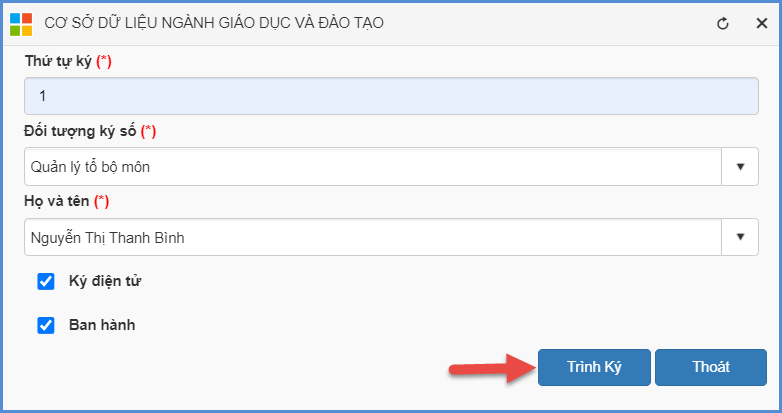 CƠ SỞ DỮ LIỆU NGÀNH GIÁO DỤC VÀ ĐÀO TẠO
Thứ tự ký (*)
1
Đối tượng ký số (*)
Quản lý tổ bộ môn
Họ và tên (*)
Nguyễn Thị Thanh Bình
Ký điện tử
Ban hành
Trình Ký Thoát